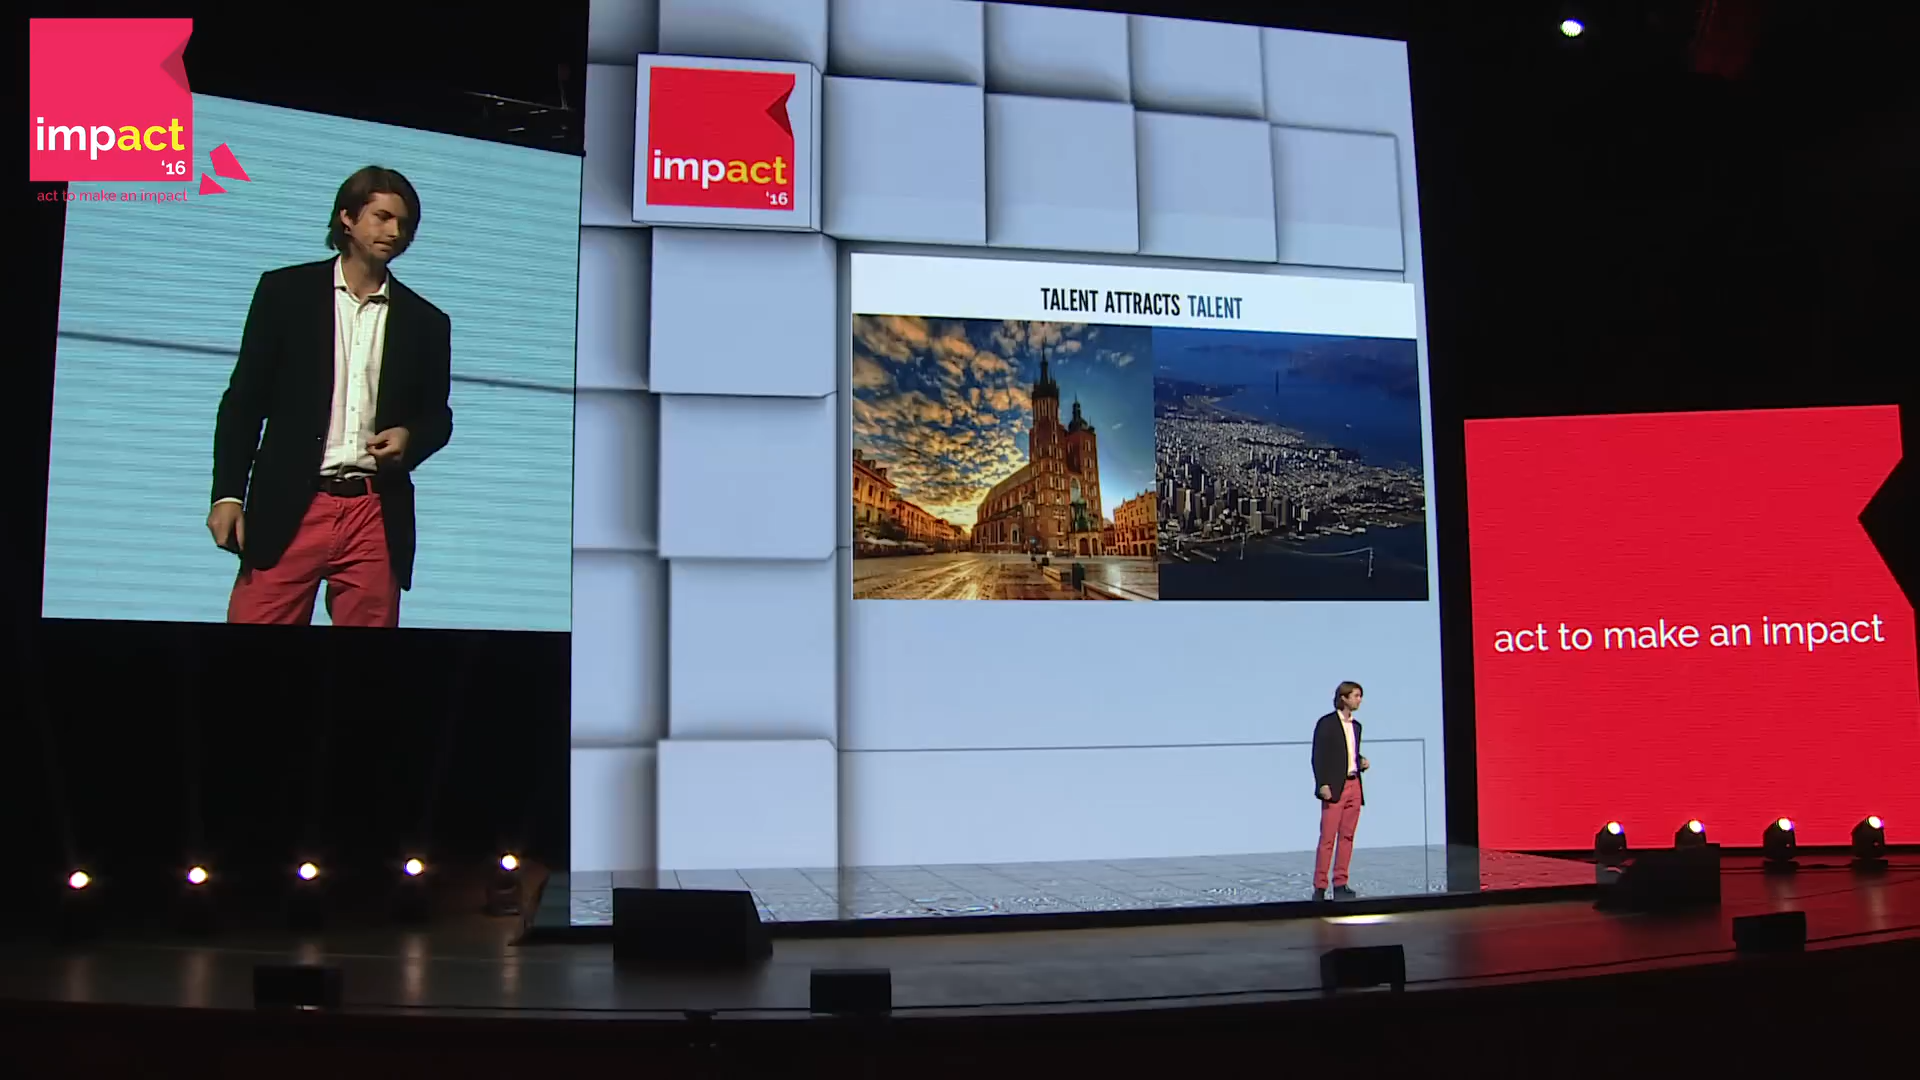 impact
'16
act to make an impact
impact
'16
TALENT ATTRACTS TALENT
act to make an impact